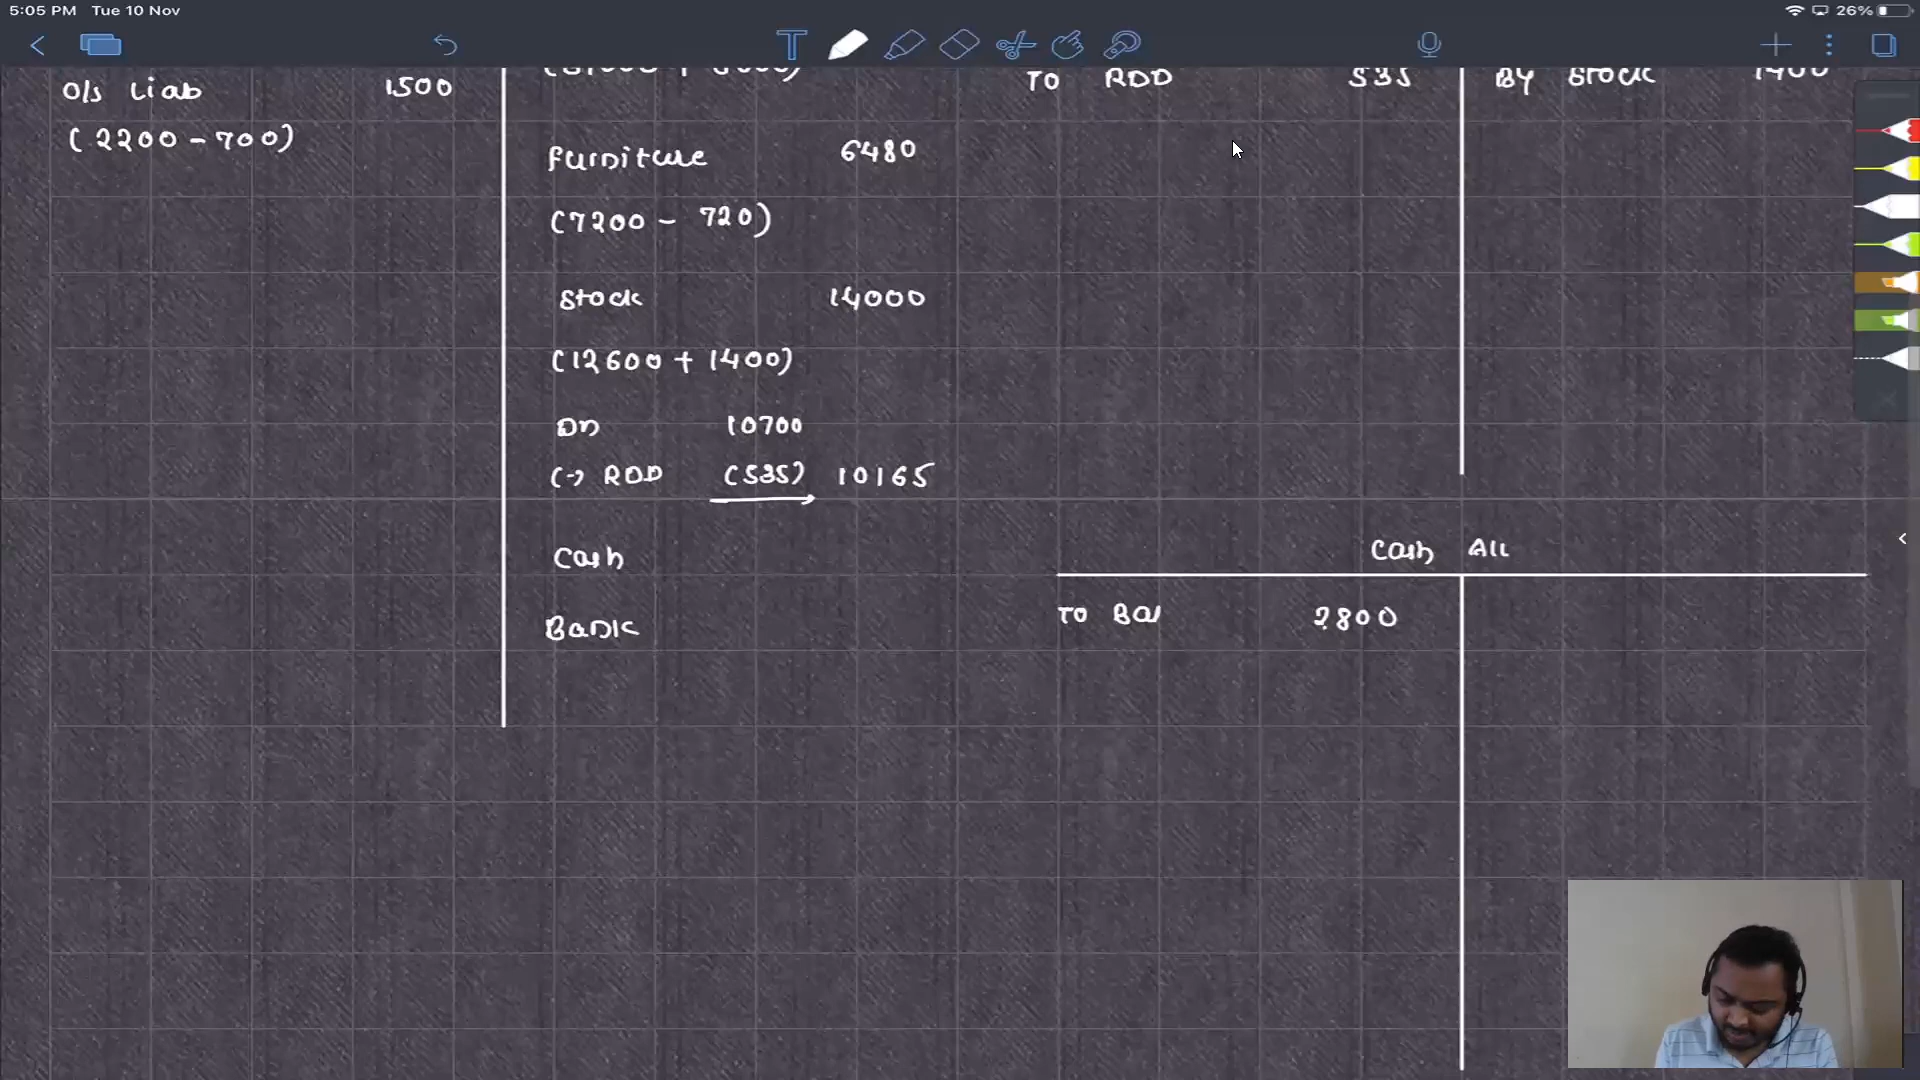 5:05 PM Tue 10 Nov
26%
O/s Liab 1500
(2200 - 700)
Furniture 6480
(7200 - 720)
Stock 14000
(12600 + 1400)
Dr 10700
(-) RDD (535) 10165
Cash
Bank
To RDD 535
By Stock 1400
Cash A/c
To Bal 2800